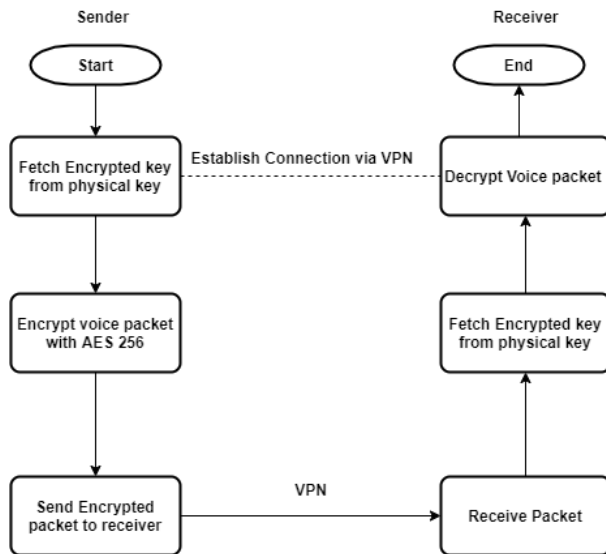 Sender
Receiver
Start
End
Fetch Encrypted key
from physical key
Establish Connection via VPN
Decrypt Voice packet
Encrypt voice packet
with AES 256
Fetch Encrypted key
from physical key
Send Encrypted
packet to receiver
VPN
Receive Packet